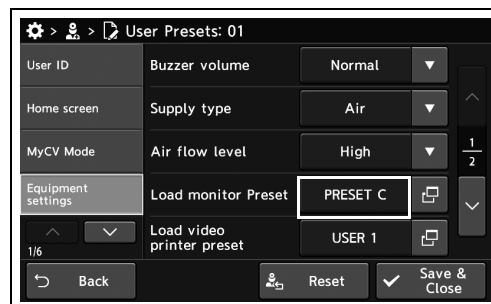 > > User Presets: 01
User ID
Buzzer volume Normal
Home screen
Supply type Air
MyCV Mode
Air flow level High
1
2
Equipment
settings
Load monitor Preset PRESET C
1/6
Load video
printer preset
USER 1
Back
Reset
Save &
Close